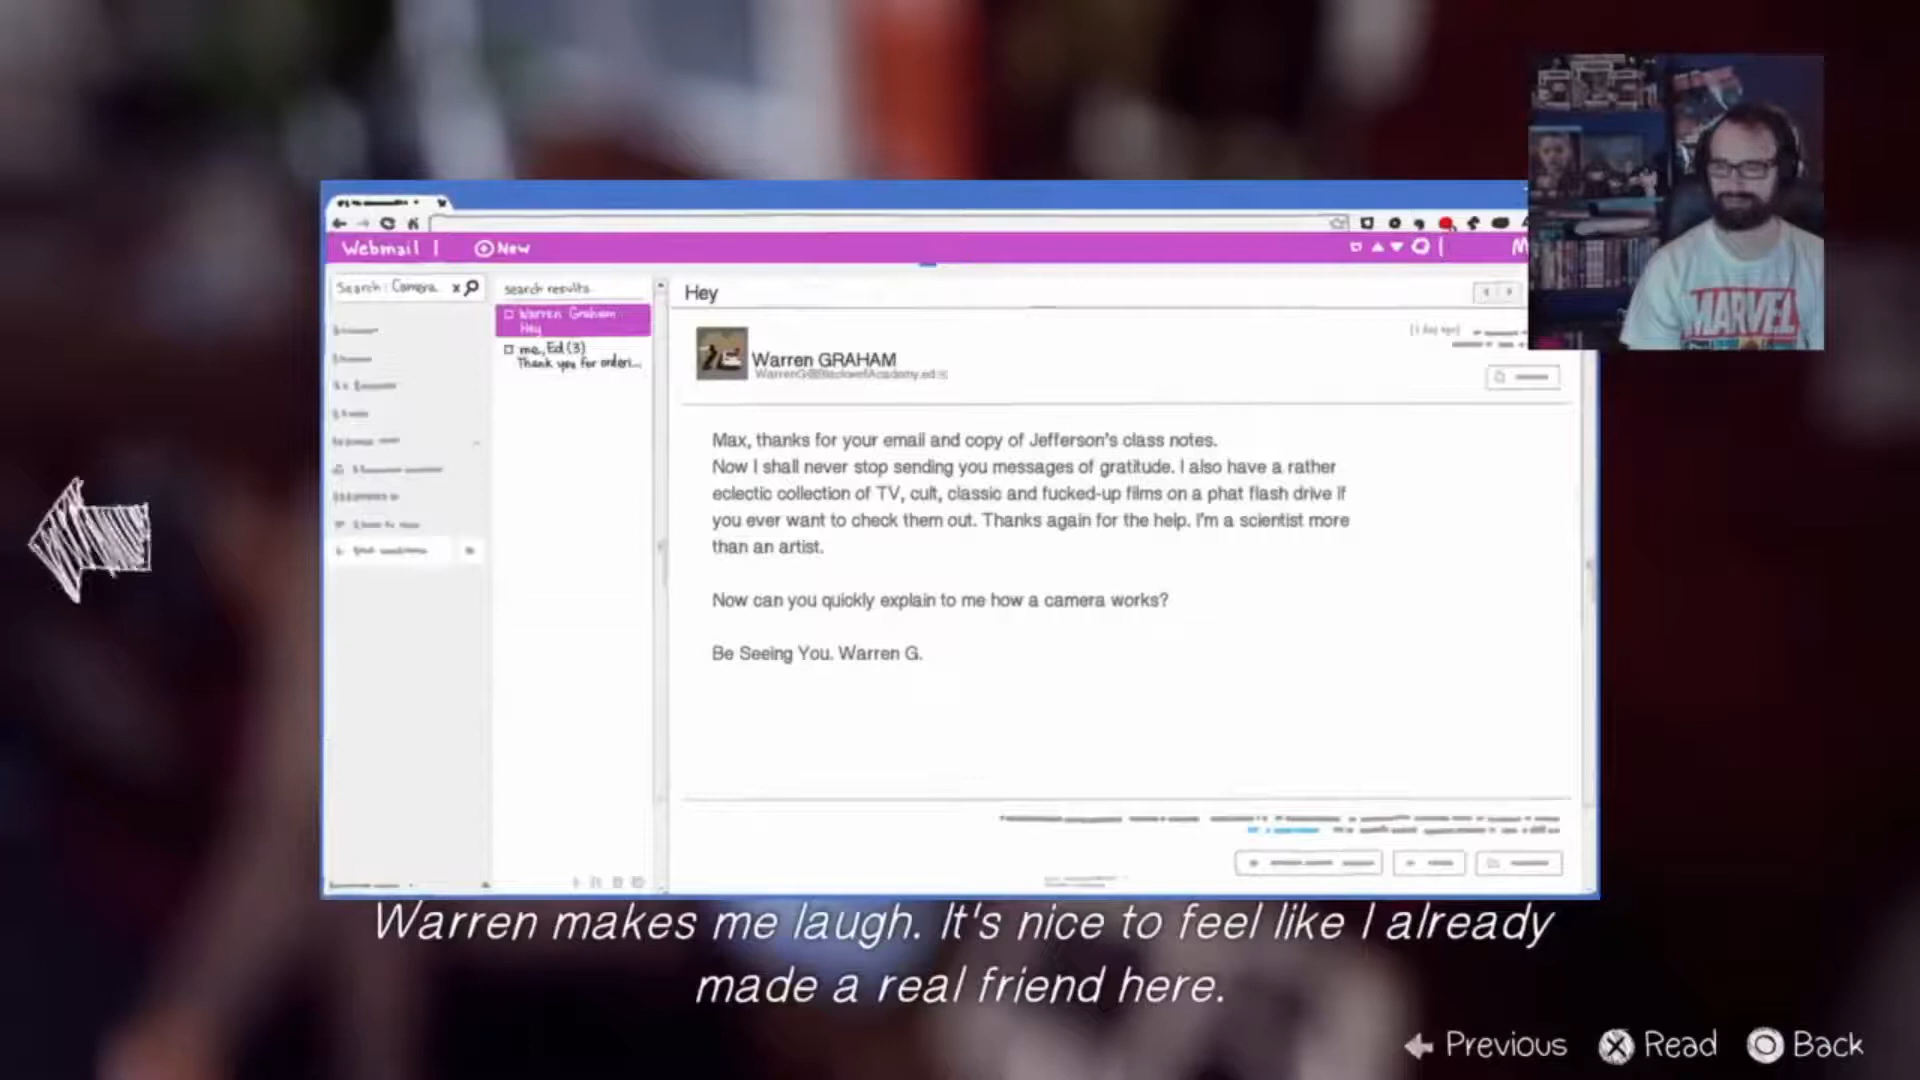 Webmail | New
Search: Camera x
search results
Warren Graham
Hey
me, Ed (3)
Thank you for orderi...
Hey
Warren GRAHAM
WarrenG@BlackwellAcademy.ed
Max, thanks for your email and copy of Jefferson's class notes.
Now I shall never stop sending you messages of gratitude. I also have a rather
eclectic collection of TV, cult, classic and fucked-up films on a phat flash drive if
you ever want to check them out. Thanks again for the help. I'm a scientist more
than an artist.
Now can you quickly explain to me how a camera works?
Be Seeing You. Warren G.
MARVEL
Warren makes me laugh. It's nice to feel like I already
made a real friend here.
Previous Read Back